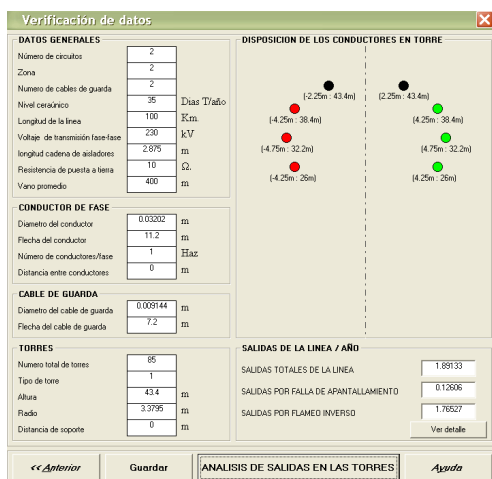 Verificación de datos
DATOS GENERALES
Número de circuitos 2
Zona 2
Numero de cables de guarda 2
Nivel ceraúnico 35 Dias T/año
Longitud de la linea 100 Km.
Voltaje de transmisión fase-fase 230 kV
longitud cadena de aisladores 2.875 m
Resistencia de puesta a tierra 10 Ω.
Vano promedio 400 m
CONDUCTOR DE FASE
Diametro del conductor 0.03202 m
Flecha del conductor 11.2 m
Número de conductores/fase 1 Haz
Distancia entre conductores 0 m
CABLE DE GUARDA
Diametro del cable de guarda 0.009144 m
Flecha del cable de guarda 7.2 m
TORRES
Numero total de torres 85
Tipo de torre 1
Altura 43.4 m
Radio 3.3795 m
Distancia de soporte 0 m
DISPOSICION DE LOS CONDUCTORES EN TORRE
(-2.25m : 43.4m) (2.25m : 43.4m)
(-4.25m : 38.4m) (4.25m : 38.4m)
(-4.75m : 32.2m) (4.75m : 32.2m)
(-4.25m : 26m) (4.25m : 26m)
SALIDAS DE LA LINEA / AÑO
SALIDAS TOTALES DE LA LINEA 1.89133
SALIDAS POR FALLA DE APANTALLAMIENTO 0.12606
SALIDAS POR FLAMEO INVERSO 1.76527
Ver detalle
<< Anterior Guardar ANALISIS DE SALIDAS EN LAS TORRES Ayuda